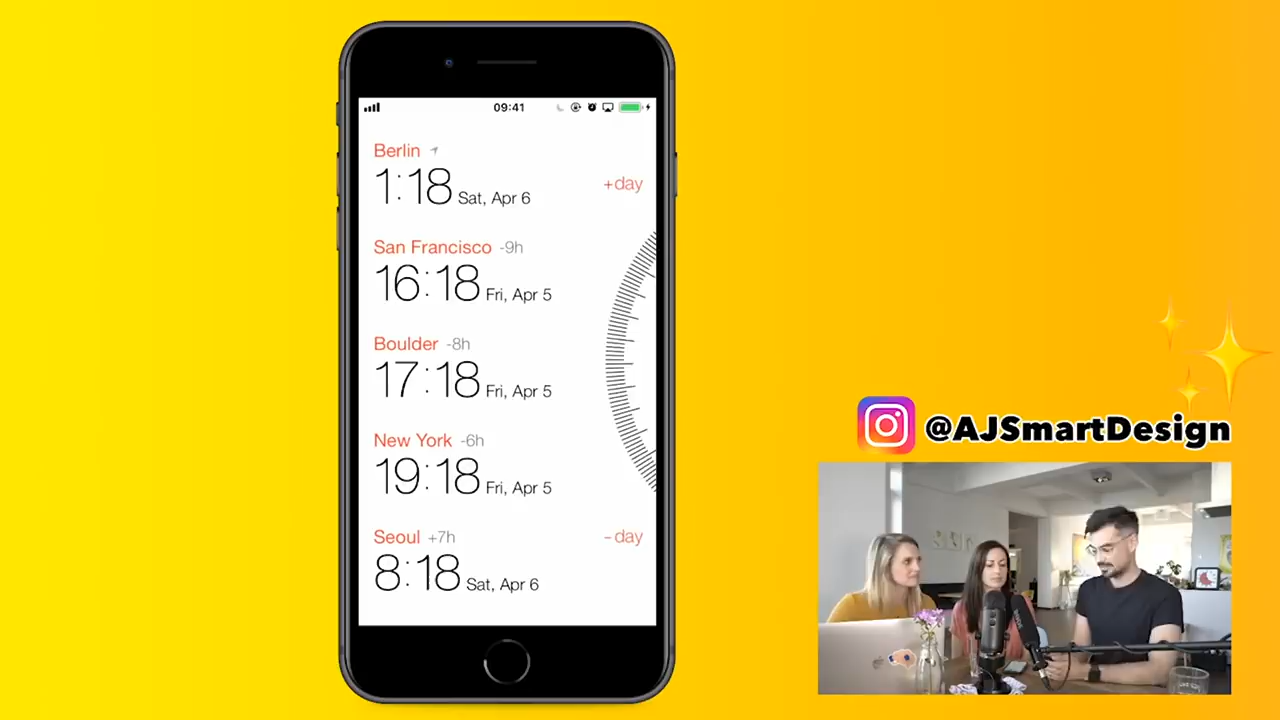 09:41
Berlin
1:18 Sat, Apr 6
+day
San Francisco -9h
16:18 Fri, Apr 5
Boulder -8h
17:18 Fri, Apr 5
New York -6h
19:18 Fri, Apr 5
Seoul +7h
-day
8:18 Sat, Apr 6
@AJSmartDesign